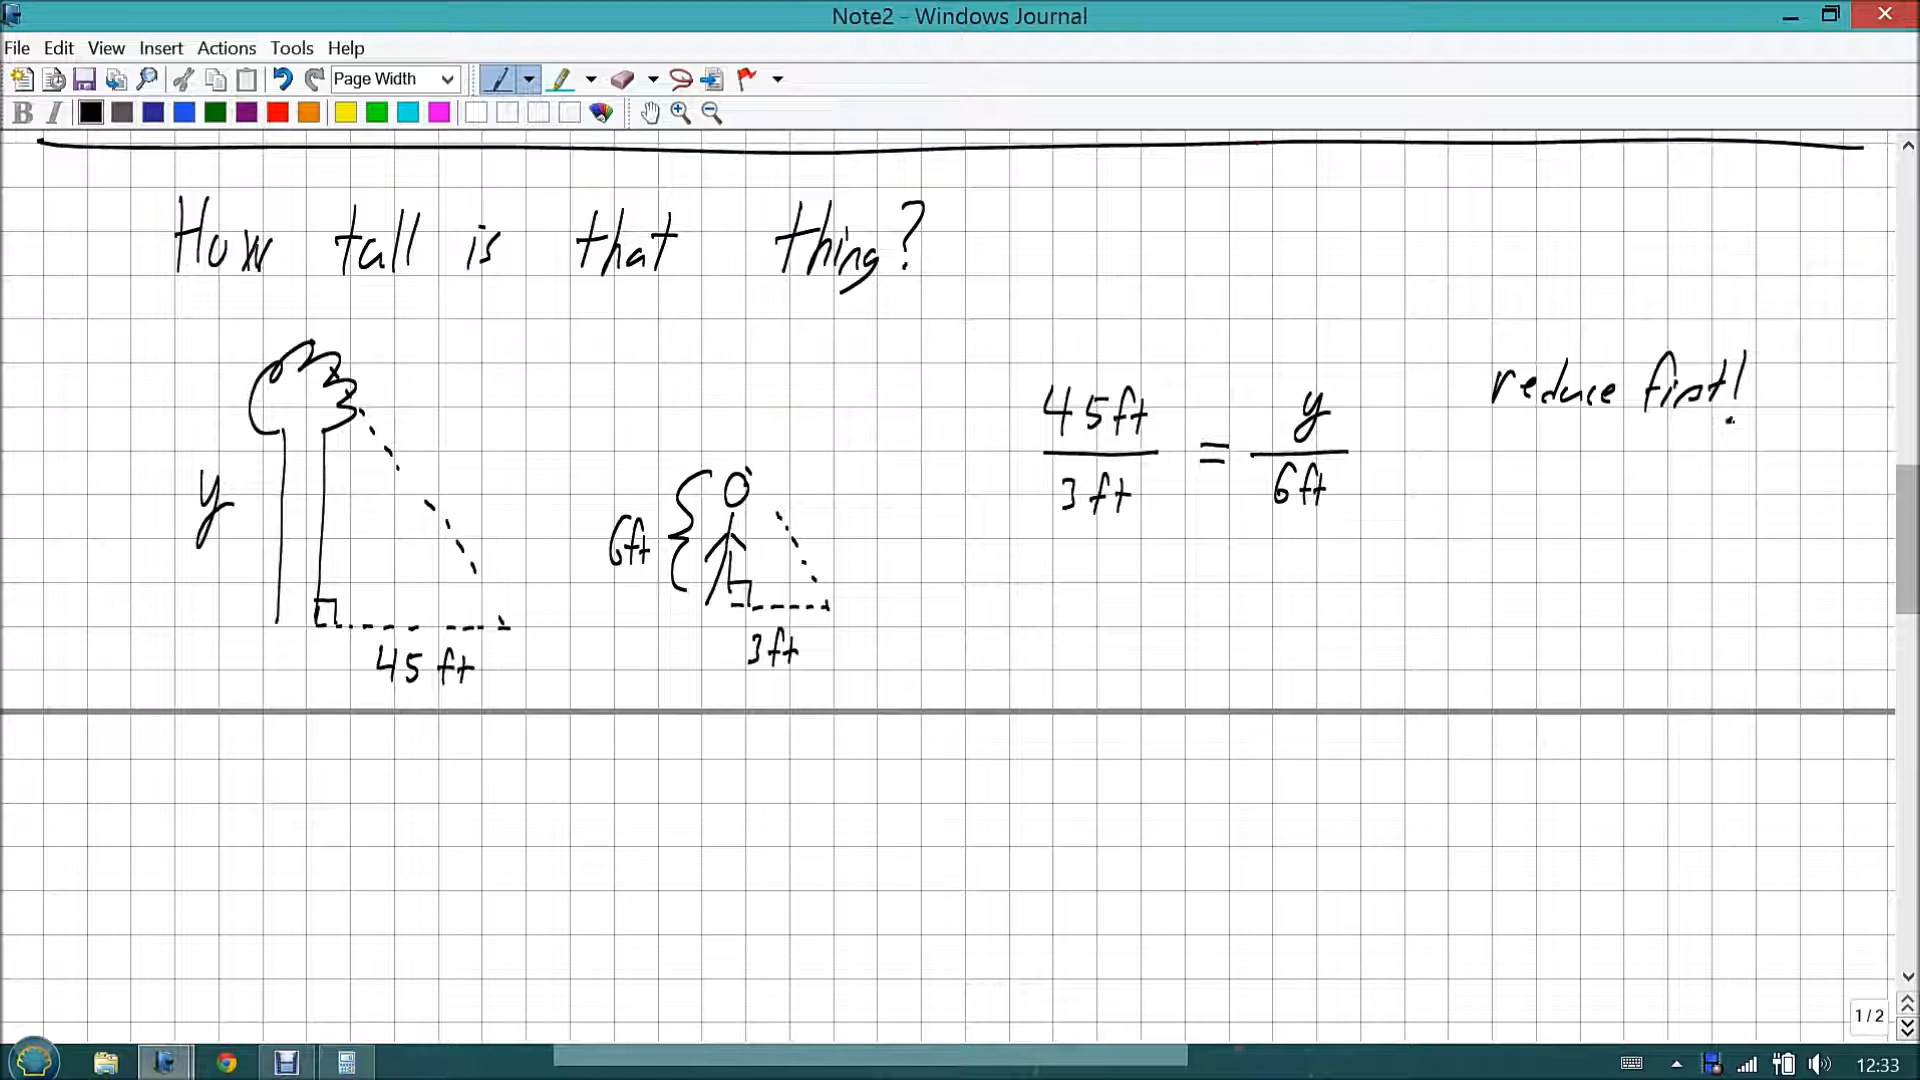 Note2 - Windows Journal
File Edit View Insert Actions Tools Help
Page Width
B I
How tall is that thing?
reduce first!
45ft / 3ft = y / 6ft
y
6ft
3ft
45 ft
1 / 2
12:33